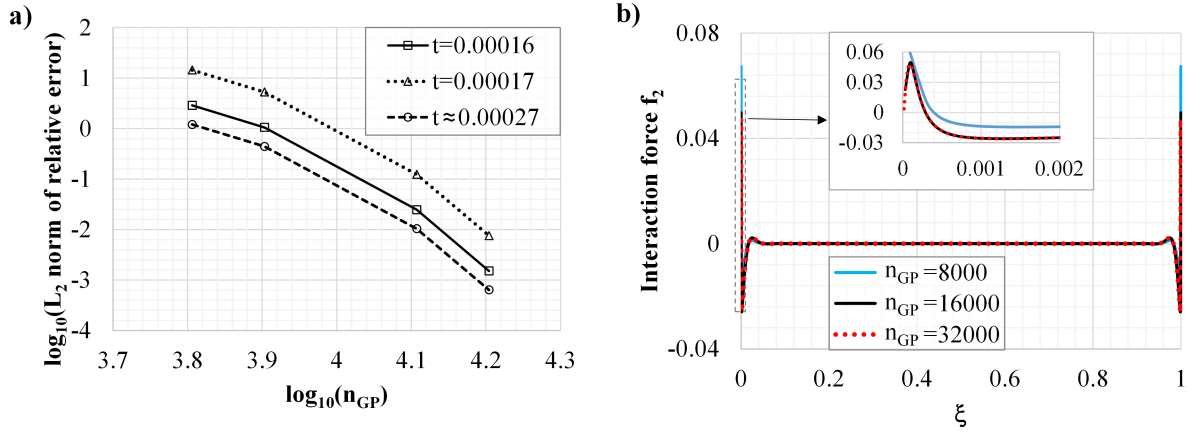 a)
log10(L2 norm of relative error)
2
1
0
-1
-2
-3
-4
3.7
3.8
3.9
4
4.1
4.2
4.3
log10(nGP)
t=0.00016
t=0.00017
t≈0.00027
b)
Interaction force f2
0.08
0.04
0
-0.04
0
0.2
0.4
0.6
0.8
1
ξ
0.06
0.03
0
-0.03
0
0.001
0.002
nGP =8000
nGP =16000
nGP =32000